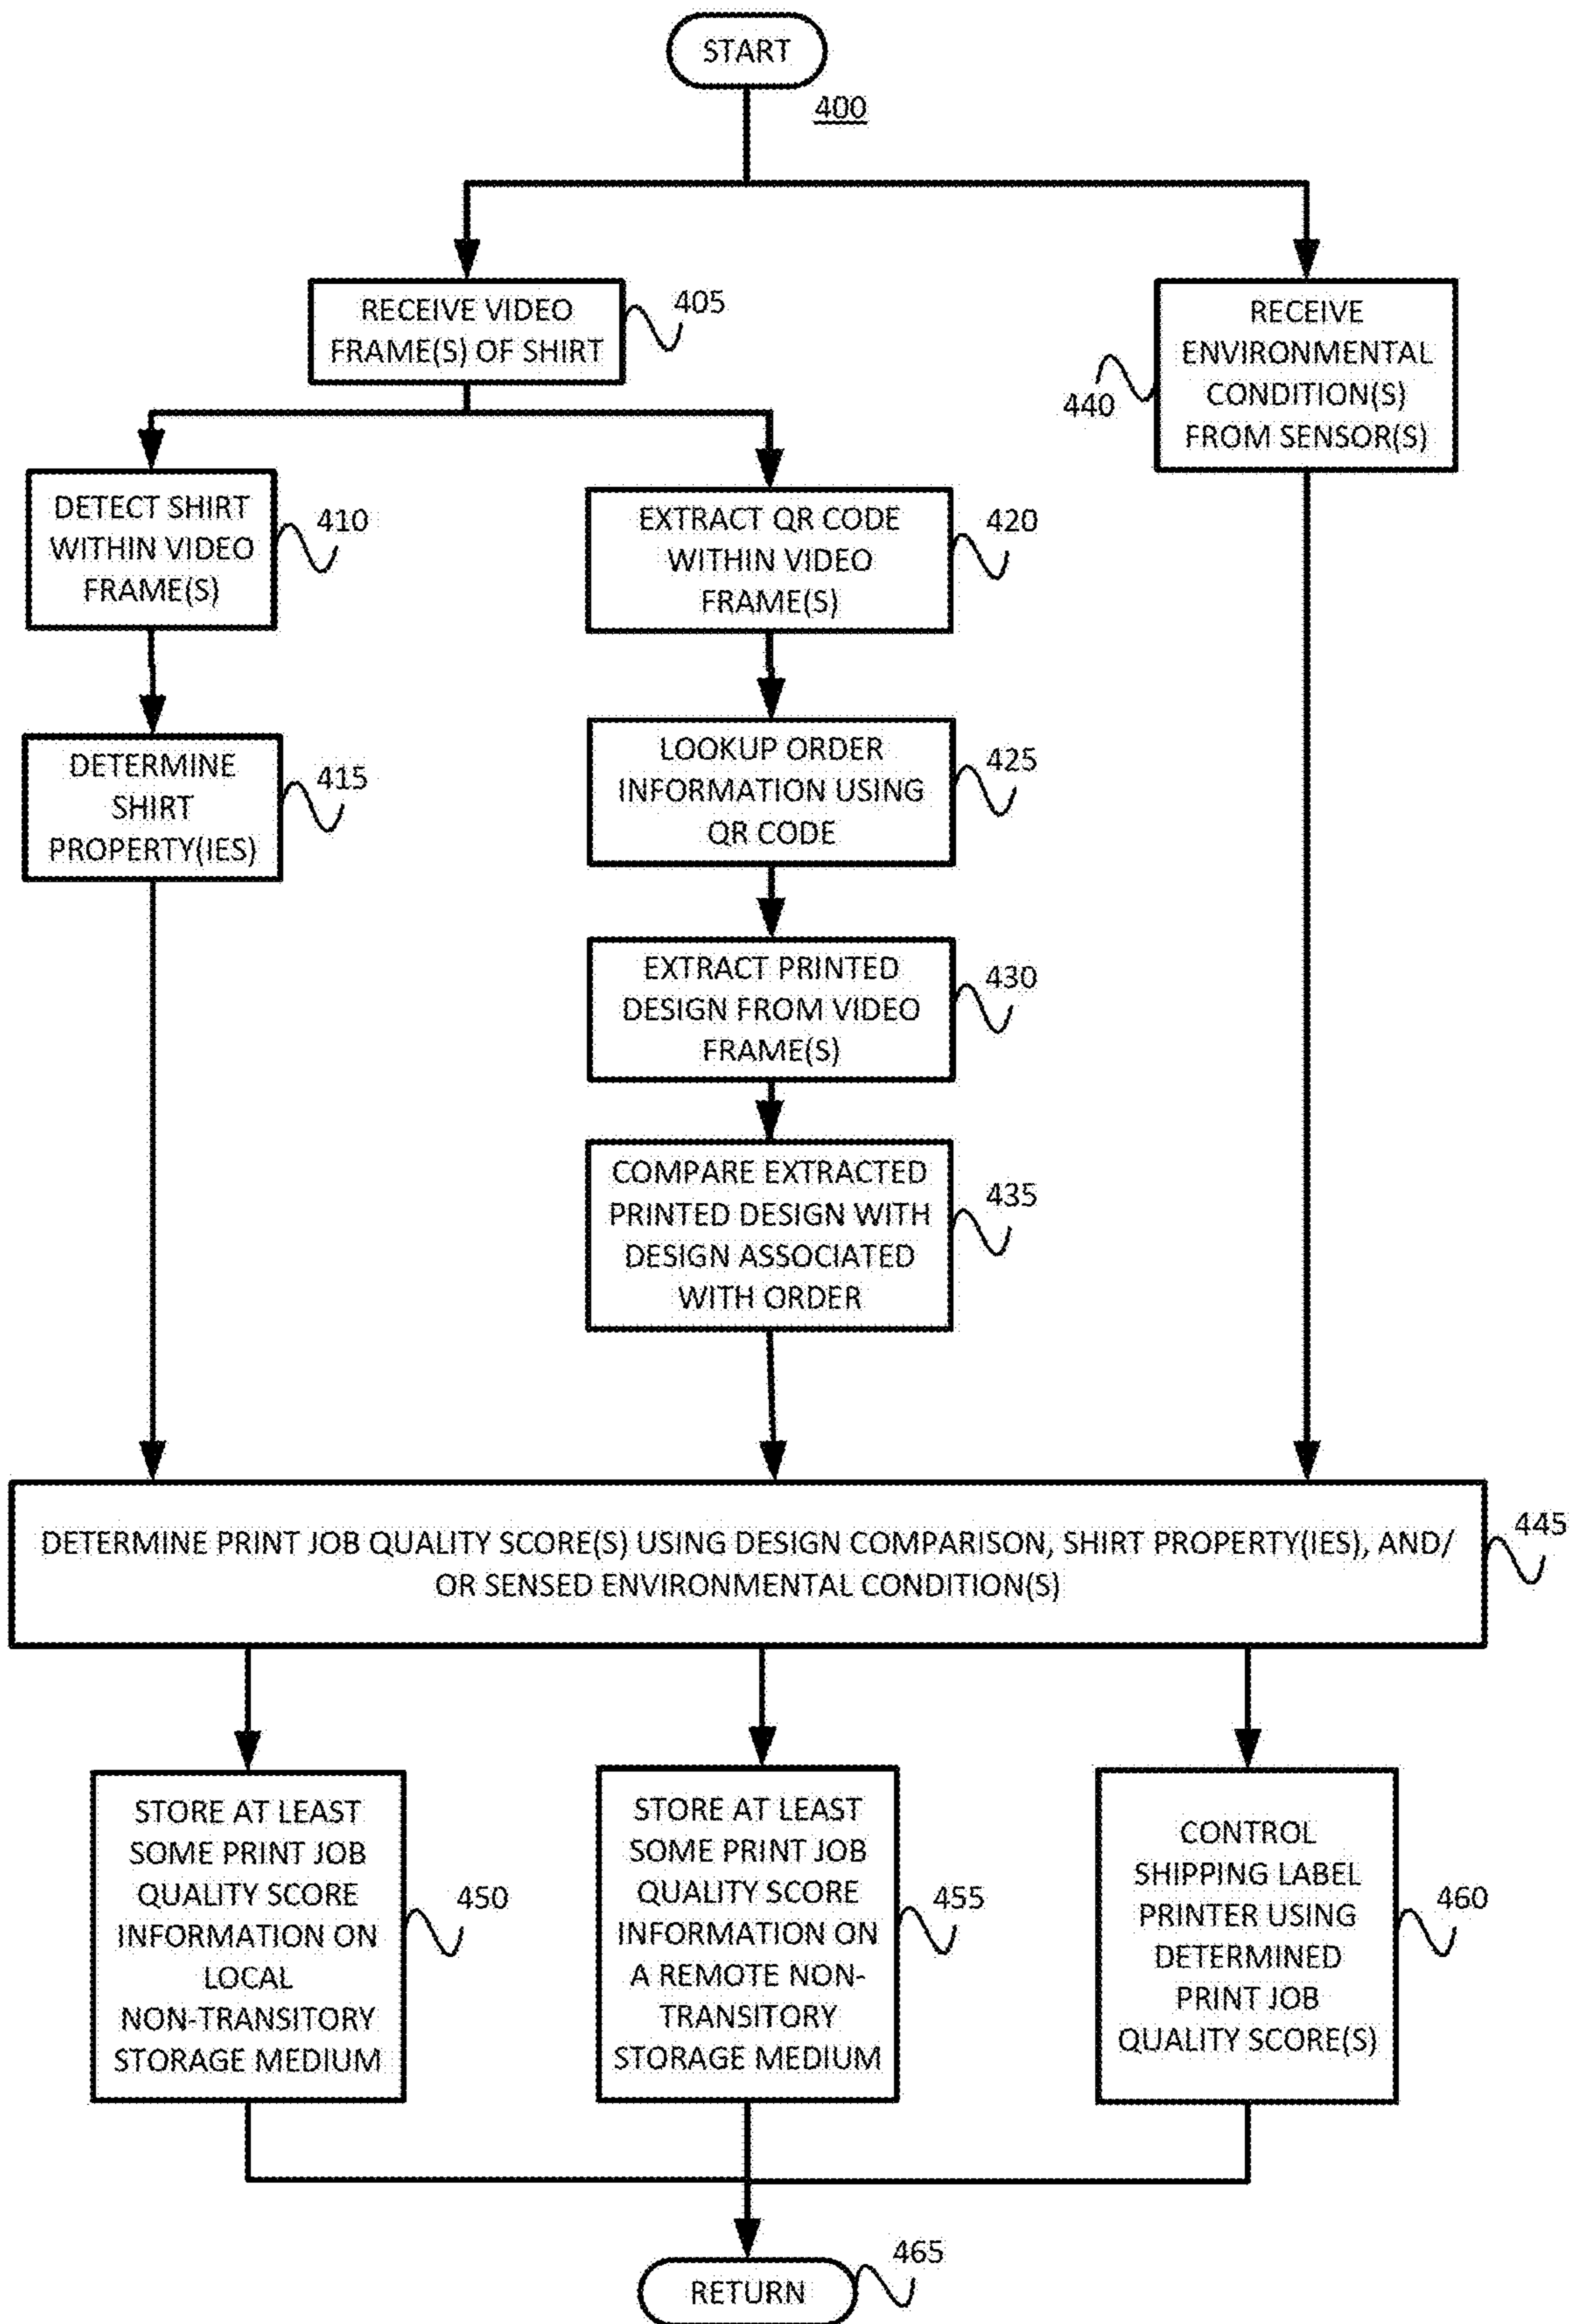 START
400
RECEIVE VIDEO
FRAME(S) OF SHIRT
405
RECEIVE
ENVIRONMENTAL
CONDITION(S)
FROM SENSOR(S)
440
DETECT SHIRT
WITHIN VIDEO
FRAME(S)
410
EXTRACT QR CODE
WITHIN VIDEO
FRAME(S)
420
DETERMINE
SHIRT
PROPERTY(IES)
415
LOOKUP ORDER
INFORMATION USING
QR CODE
425
EXTRACT PRINTED
DESIGN FROM VIDEO
FRAME(S)
430
COMPARE EXTRACTED
PRINTED DESIGN WITH
DESIGN ASSOCIATED
WITH ORDER
435
DETERMINE PRINT JOB QUALITY SCORE(S) USING DESIGN COMPARISON, SHIRT PROPERTY(IES), AND/
OR SENSED ENVIRONMENTAL CONDITION(S)
445
STORE AT LEAST
SOME PRINT JOB
QUALITY SCORE
INFORMATION ON
LOCAL
NON-TRANSITORY
STORAGE MEDIUM
450
STORE AT LEAST
SOME PRINT JOB
QUALITY SCORE
INFORMATION ON
A REMOTE NON-
TRANSITORY
STORAGE MEDIUM
455
CONTROL
SHIPPING LABEL
PRINTER USING
DETERMINED
PRINT JOB
QUALITY SCORE(S)
460
RETURN
465